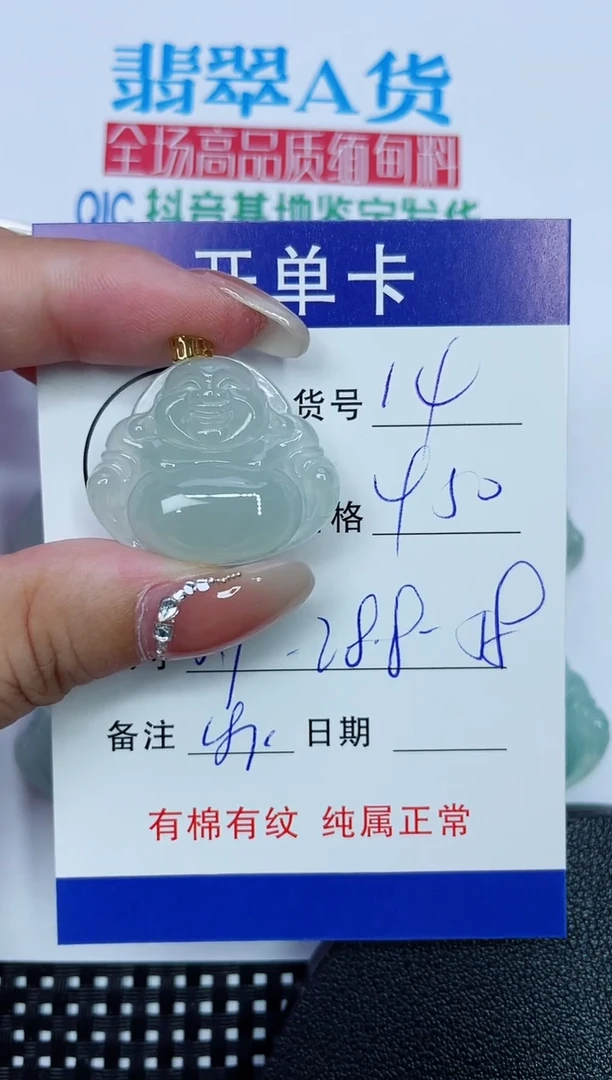 翡翠A货
全场高品质缅甸料
QIC 抖音基地鉴定发货
开单卡
货号 14
格 450
-28.8-
备注 日期
有棉有纹 纯属正常